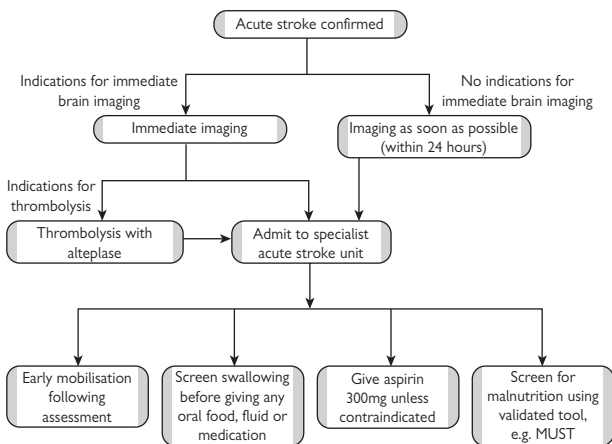 Acute stroke confirmed
Indications for immediate
brain imaging
No indications for
immediate brain imaging
Immediate imaging
Imaging as soon as possible
(within 24 hours)
Indications for
thrombolysis
Thrombolysis with
alteplase
Admit to specialist
acute stroke unit
Early mobilisation
following
assessment
Screen swallowing
before giving any
oral food, fluid or
medication
Give aspirin
300mg unless
contraindicated
Screen for
malnutrition using
validated tool,
e.g. MUST